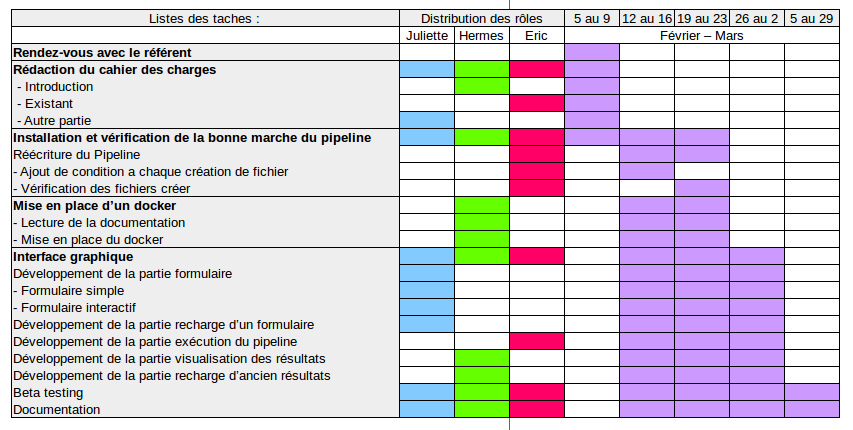 Listes des taches : Distribution des rôles 5 au 9 12 au 16 19 au 23 26 au 2 5 au 29
Juliette Hermes Eric Février – Mars
Rendez-vous avec le référent
Rédaction du cahier des charges
- Introduction
- Existant
- Autre partie
Installation et vérification de la bonne marche du pipeline
Réécriture du Pipeline
- Ajout de condition a chaque création de fichier
- Vérification des fichiers créer
Mise en place d'un docker
- Lecture de la documentation
- Mise en place du docker
Interface graphique
Développement de la partie formulaire
- Formulaire simple
- Formulaire interactif
Développement de la partie recharge d'un formulaire
Développement de la partie exécution du pipeline
Développement de la partie visualisation des résultats
Développement de la partie recharge d'ancien résultats
Beta testing
Documentation